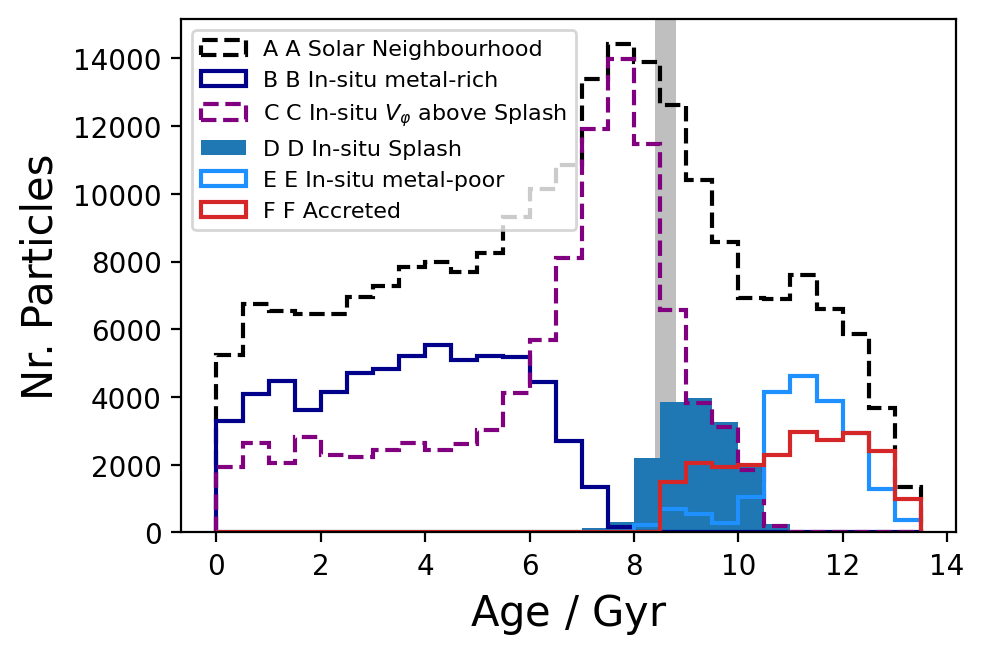 14000
12000
10000
8000
6000
4000
2000
0
Nr. Particles
A A Solar Neighbourhood
B B In-situ metal-rich
C C In-situ Vφ above Splash
D D In-situ Splash
E E In-situ metal-poor
F F Accreted
0 2 4 6 8 10 12 14
Age / Gyr